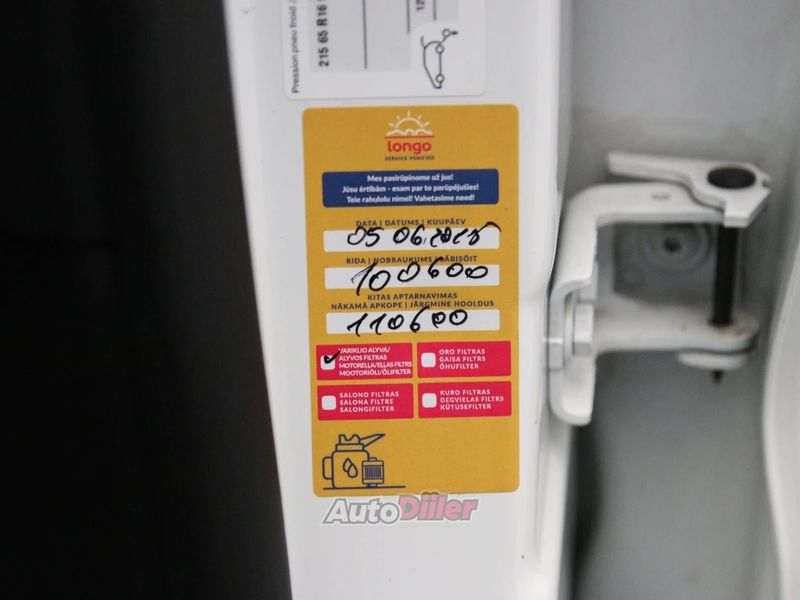 Pression pneu froid /
215 65 R16
longo
SERVICE VERIFIED
Mes pasirūpinome už jus!
Jūsu ērtībām - esam par to parūpējušies!
Teie rahulolu nimel! Vahetasime need!
DATA | DATUMS | KUUPÄEV
05 06.2025
RIDA | NOBRAUKUMS | LÄBISÕIT
100600
KITAS APTARNAVIMAS
NĀKAMĀ APKOPE | JÄRGMINE HOOLDUS
110600
VARIKLIO ALYVA/
ALYVOS FILTRAS
MOTOREĻĻA/EĻĻAS FILTRS
MOOTORIÕLI/ÕLIFILTER
ORO FILTRAS
GAISA FILTRS
ÕHUFILTER
SALONO FILTRAS
SALONA FILTRS
SALONGIFILTER
KURO FILTRAS
DEGVIELAS FILTRS
KÜTUSEFILTER
AutoDiiler